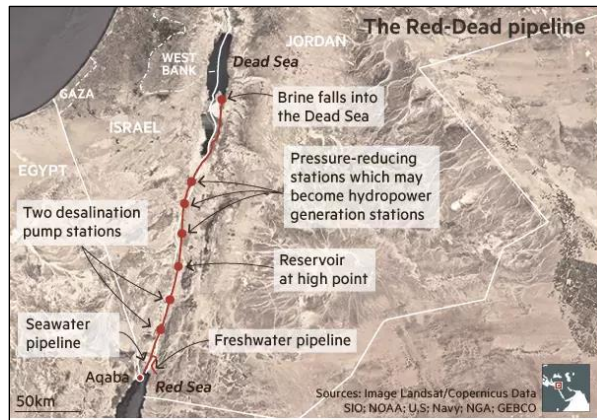 The Red-Dead pipeline
JORDAN
Dead Sea
WEST
BANK
GAZA
ISRAEL
EGYPT
Brine falls into
the Dead Sea
Pressure-reducing
stations which may
become hydropower
generation stations
Two desalination
pump stations
Reservoir
at high point
Seawater
pipeline
Freshwater pipeline
Aqaba
Red Sea
50km
Sources: Image Landsat/Copernicus Data
SIO; NOAA; U.S; Navy; NGA; GEBCO